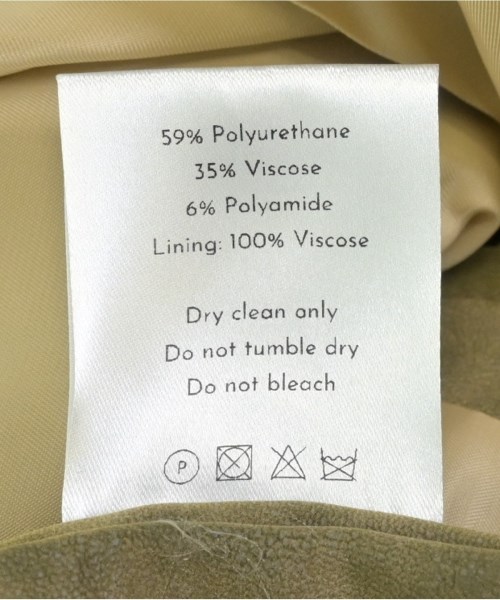 59% Polyurethane
35% Viscose
6% Polyamide
Lining: 100% Viscose
Dry clean only
Do not tumble dry
Do not bleach
P